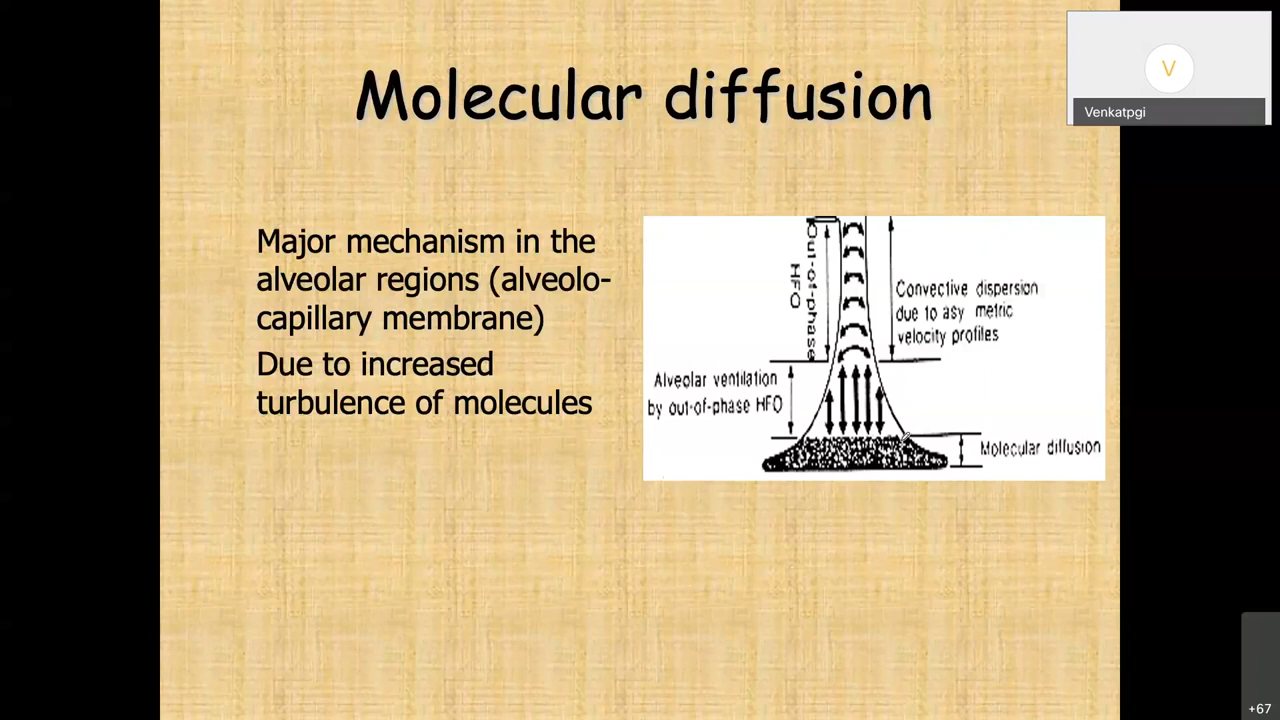 Molecular diffusion
V
Venkatpgi
Major mechanism in the
alveolar regions (alveolo-
capillary membrane)
Due to increased
turbulence of molecules
Out-of-phase
HFO
Convective dispersion
due to asy metric
velocity profiles
Alveolar ventilation
by out-of-phase HFO
Molecular diffusion
+67